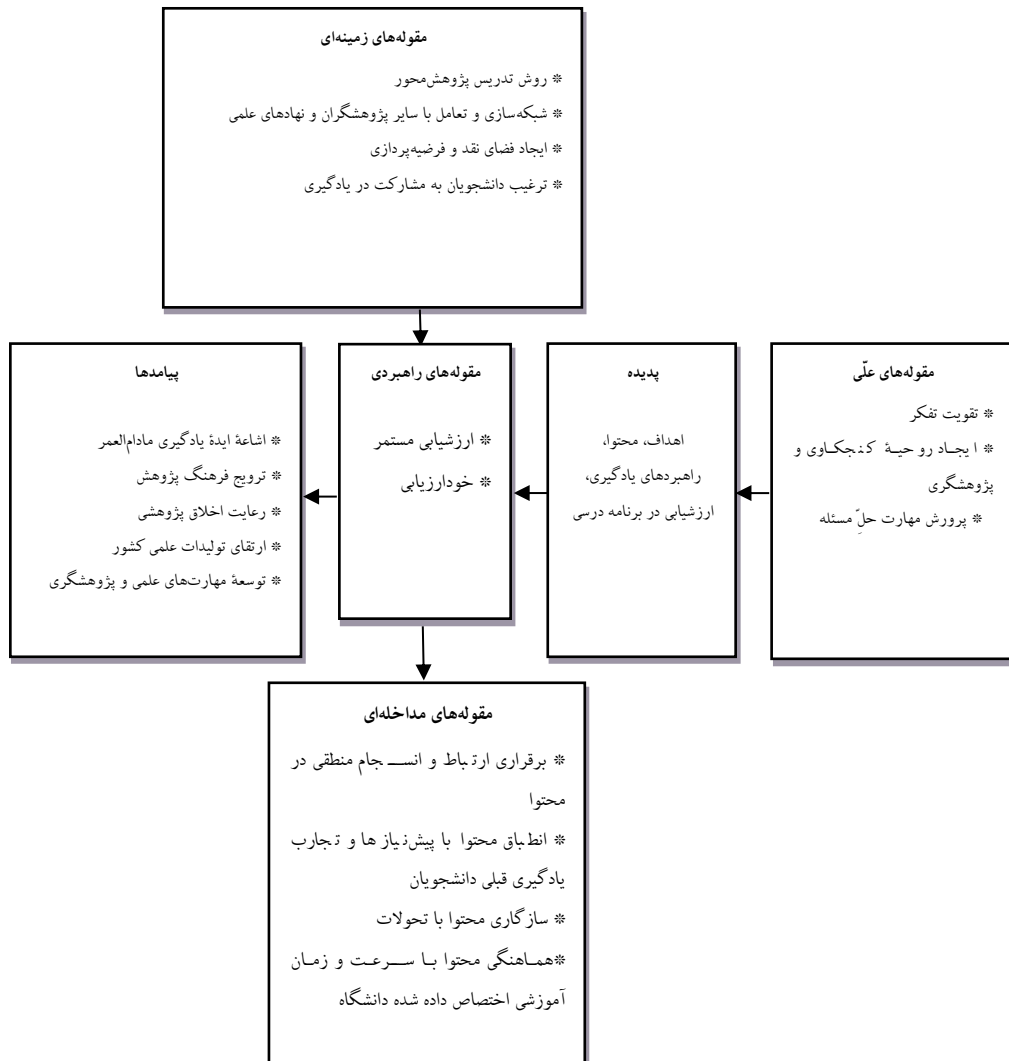 مقوله‌های زمینه‌ای
* روش تدریس پژوهش‌محور
* شبکه‌سازی و تعامل با سایر پژوهشگران و نهادهای علمی
* ایجاد فضای نقد و فرضیه‌پردازی
* ترغیب دانشجویان به مشارکت در یادگیری
مقوله‌های علّی
* تقویت تفکر
* ایجاد روحیهٔ کنجکاوی و
پژوهشگری
* پرورش مهارت حلِّ مسئله
پدیده
اهداف، محتوا،
راهبردهای یادگیری،
ارزشیابی در برنامه درسی
مقوله‌های راهبردی
* ارزشیابی مستمر
* خودارزیابی
پیامدها
* اشاعهٔ ایدهٔ یادگیری مادام‌العمر
* ترویج فرهنگ پژوهش
* رعایت اخلاق پژوهشی
* ارتقای تولیدات علمی کشور
* توسعهٔ مهارت‌های علمی و پژوهشگری
مقوله‌های مداخله‌ای
* برقراری ارتباط و انسجام منطقی در
محتوا
* انطباق محتوا با پیش‌نیازها و تجارب
یادگیری قبلی دانشجویان
* سازگاری محتوا با تحولات
*هماهنگی محتوا با سرعت و زمان
آموزشی اختصاص داده شده دانشگاه